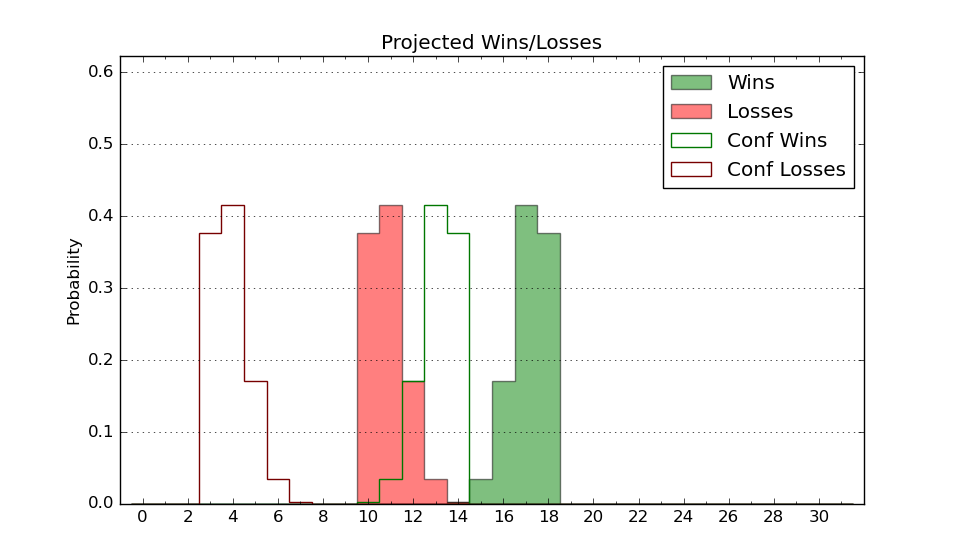 Projected Wins/Losses
0.6
0.5
0.4
0.3
0.2
0.1
0.0
Probability
Wins
Losses
Conf Wins
Conf Losses
0 2 4 6 8 10 12 14 16 18 20 22 24 26 28 30